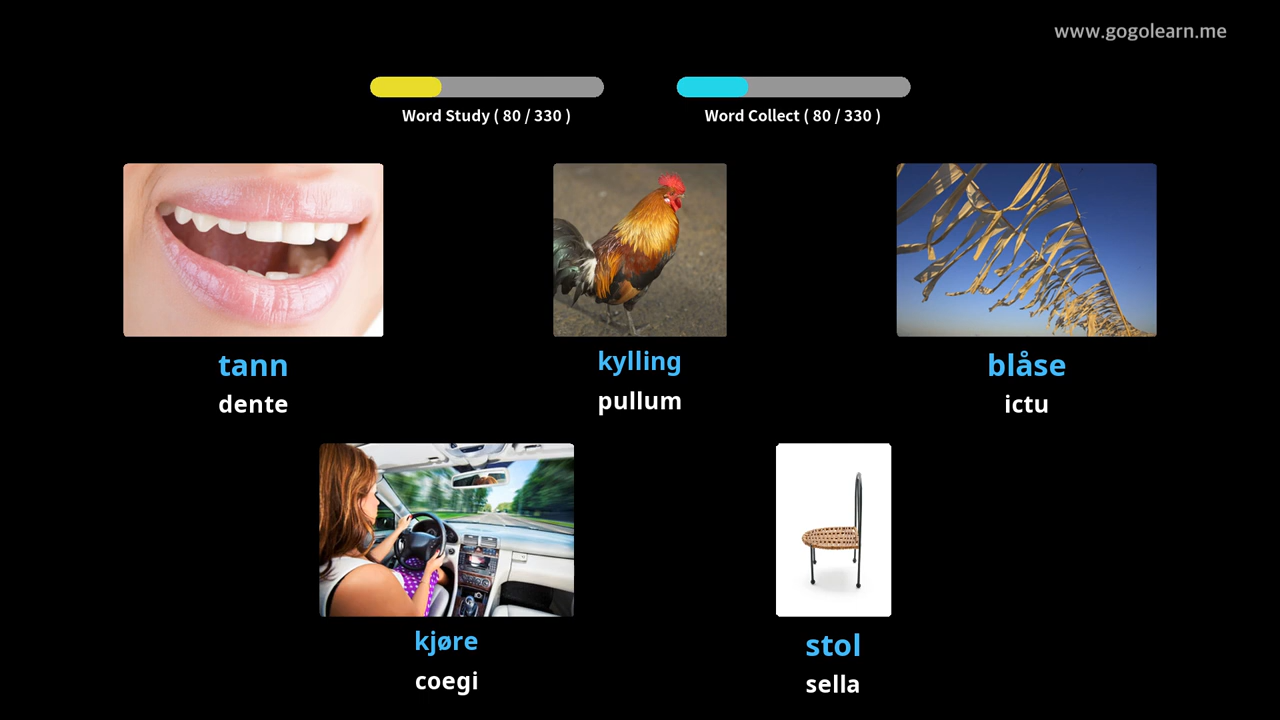 www.gogolearn.me
Word Study ( 80 / 330 )
Word Collect ( 80 / 330 )
tann
dente
kylling
pullum
blåse
ictu
kjøre
coegi
stol
sella